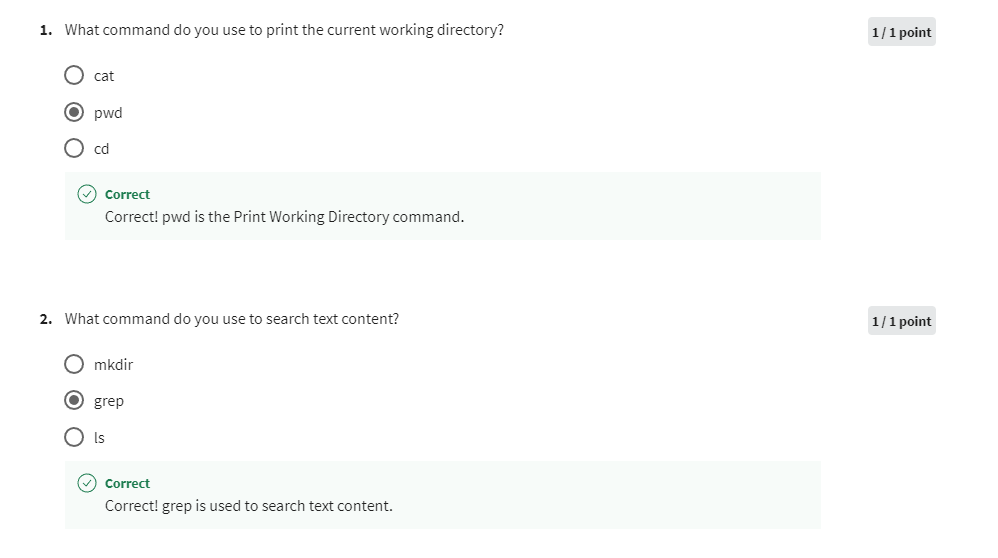 1. What command do you use to print the current working directory?
1 / 1 point
cat
pwd
cd
Correct
Correct! pwd is the Print Working Directory command.
2. What command do you use to search text content?
1 / 1 point
mkdir
grep
ls
Correct
Correct! grep is used to search text content.